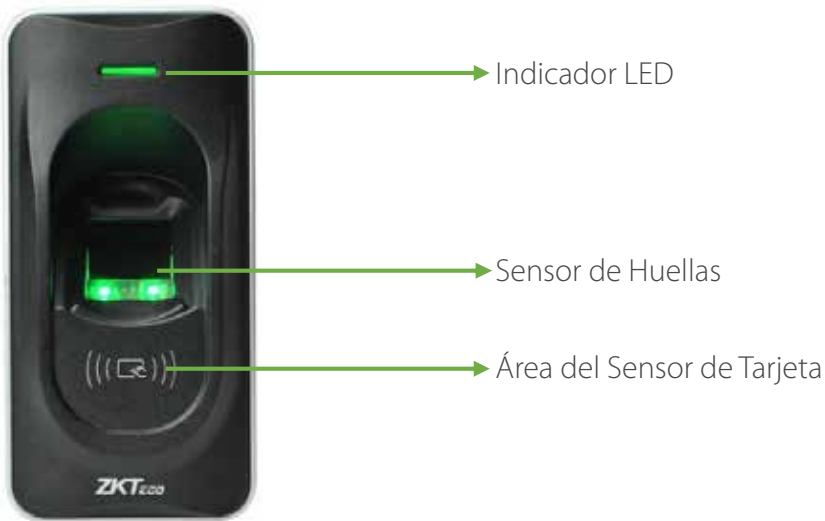 Indicador LED
Sensor de Huellas
Área del Sensor de Tarjeta
ZKTeco